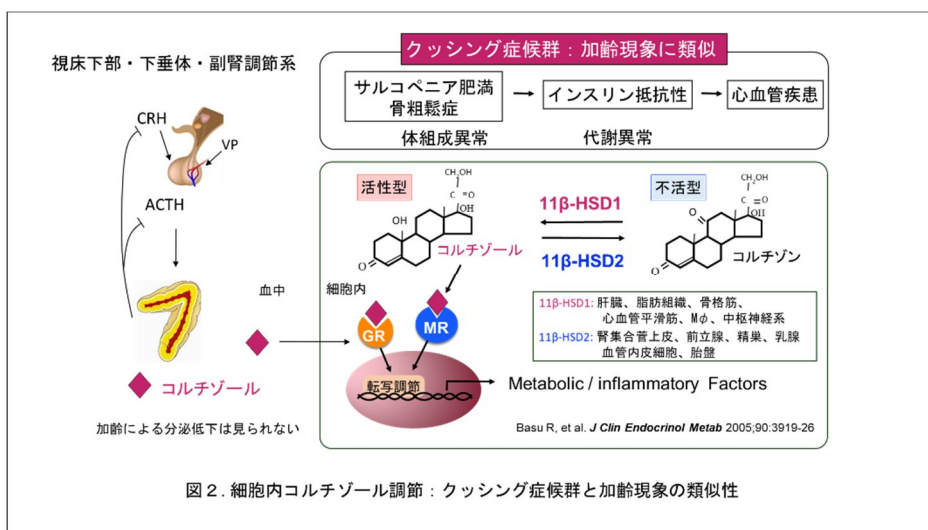 クッシング症候群：加齢現象に類似
視床下部・下垂体・副腎調節系
サルコペニア肥満
骨粗鬆症
インスリン抵抗性
心血管疾患
体組成異常
代謝異常
CRH
VP
ACTH
血中
コルチゾール
加齢による分泌低下は見られない
活性型
CH₂OH
C=O
OH
HO
O
コルチゾール
11β-HSD1
11β-HSD2
不活型
CH₂OH
C=O
OH
O
O
コルチゾン
細胞内
GR
MR
転写調節
Metabolic / inflammatory Factors
11β-HSD1: 肝臓、脂肪組織、骨格筋、
心血管平滑筋、Mφ、中枢神経系
11β-HSD2: 腎集合菅上皮、前立腺、精巣、乳腺
血管内皮細胞、胎盤
Basu R, et al. J Clin Endocrinol Metab 2005;90:3919-26
図２. 細胞内コルチゾール調節：クッシング症候群と加齢現象の類似性